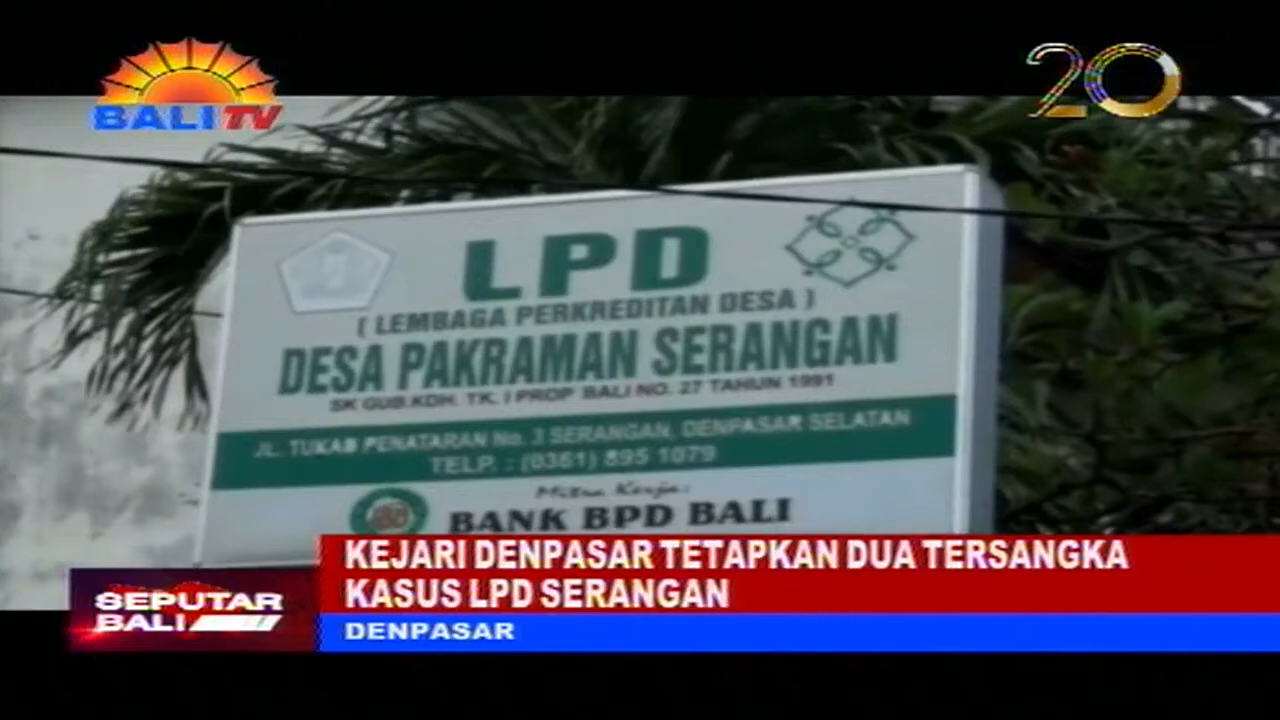 BALI TV
20
LPD
( LEMBAGA PERKREDITAN DESA )
DESA PAKRAMAN SERANGAN
SK GUB.KDH. TK. I PROP BALI NO. 27 TAHUN 1991
JL. TUKAD PENATARAN No. 3 SERANGAN, DENPASAR SELATAN
TELP. : (0361) 895 1079
Mitra Kerja:
BANK BPD BALI
KEJARI DENPASAR TETAPKAN DUA TERSANGKA
KASUS LPD SERANGAN
SEPUTAR
BALI
DENPASAR